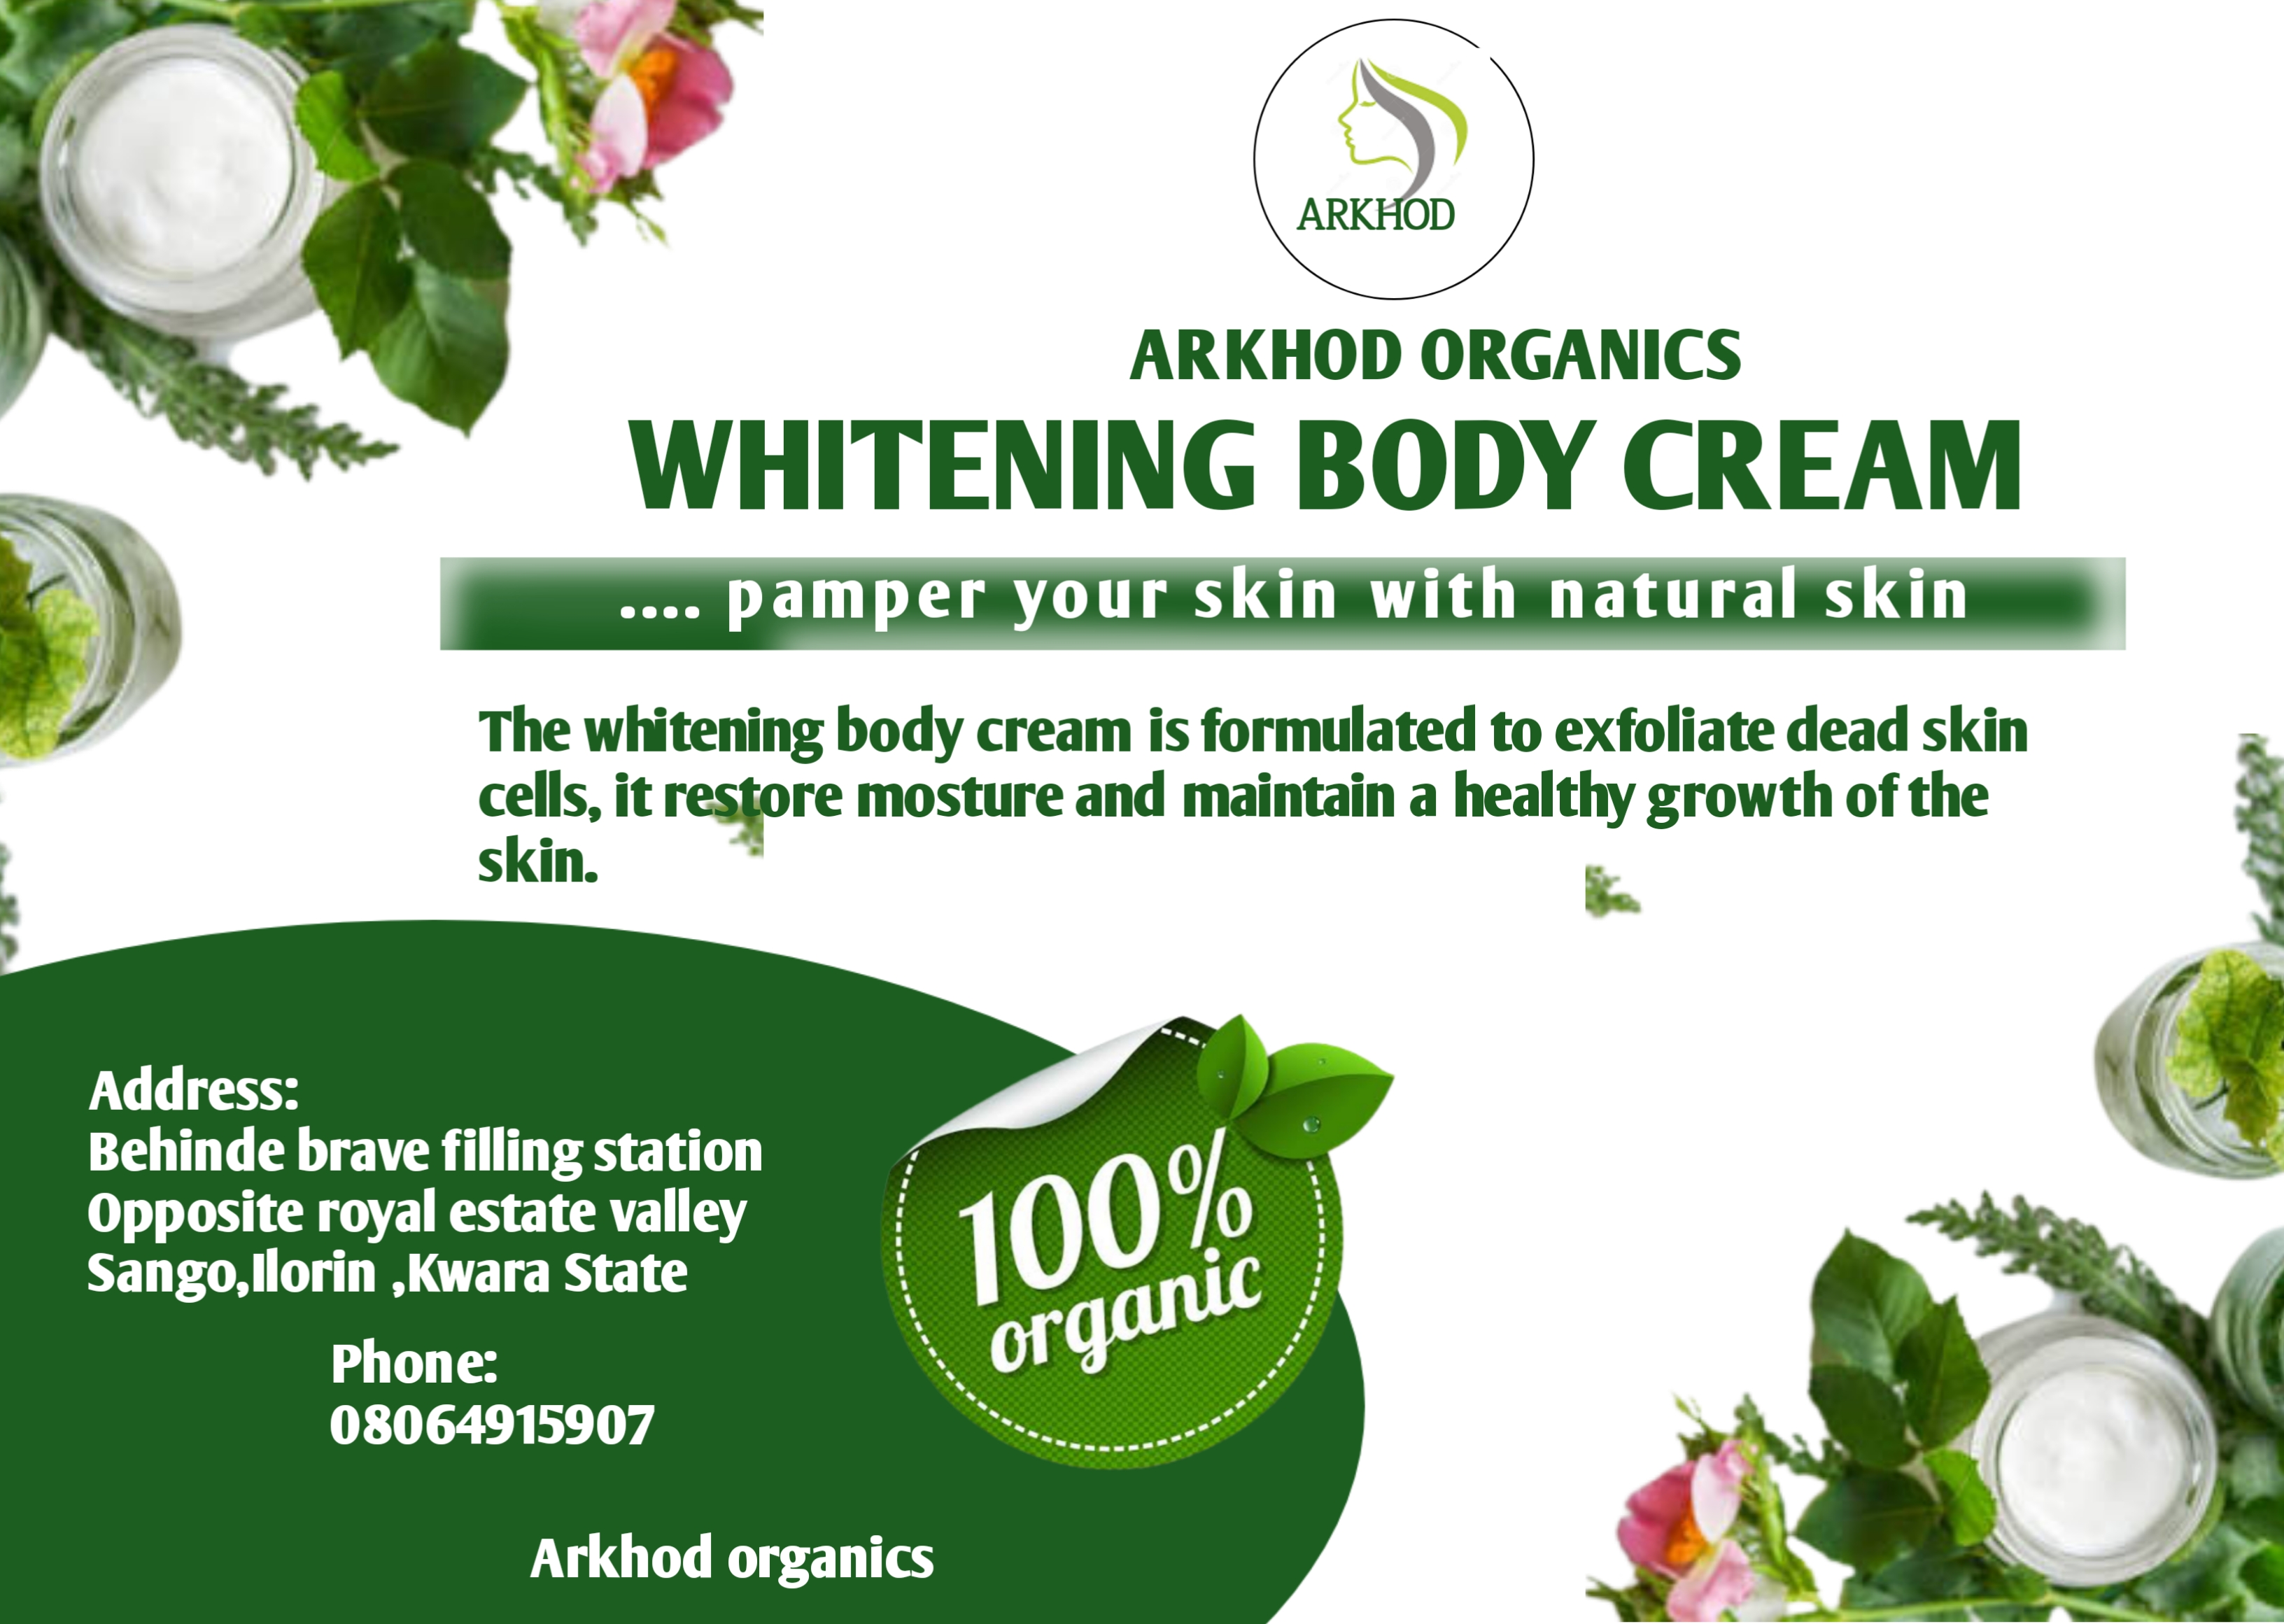 ARKHOD
ARKHOD ORGANICS
WHITENING BODY CREAM
.... pamper your skin with natural skin
The whitening body cream is formulated to exfoliate dead skin
cells, it restore mosture and maintain a healthy growth of the
skin.
Address:
Behinde brave filling station
Opposite royal estate valley
Sango,Ilorin ,Kwara State
Phone:
08064915907
100%
organic
Arkhod organics